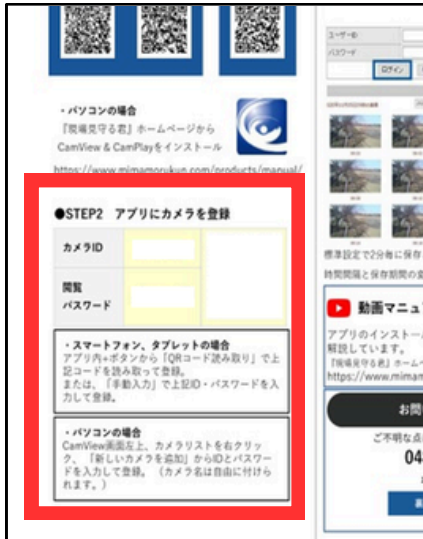 ・パソコンの場合
『現場見守る君』ホームページから
CamView & CamPlayをインストール
https://www.mimamorukun.com/products/manual/
●STEP2 アプリにカメラを登録
カメラID
閲覧
パスワード
・スマートフォン、タブレットの場合
アプリ内+ボタンから「QRコード読み取り」で上
記コードを読み取って登録。
または、「手動入力」で上記ID・パスワードを入
力して登録。
・パソコンの場合
CamView画面左上、カメラリストを右クリッ
ク、「新しいカメラを追加」からIDとパスワー
ドを入力して登録。（カメラ名は自由に付けら
れます。）
ユーザーID
パスワード
ログイン
標準設定で2分毎に保存
時間間隔と保存期間の変
動画マニュ
アプリのインストー
解説しています。
『現場見守る君』ホームペ
https://www.mimam
お問
ご不明な点
04